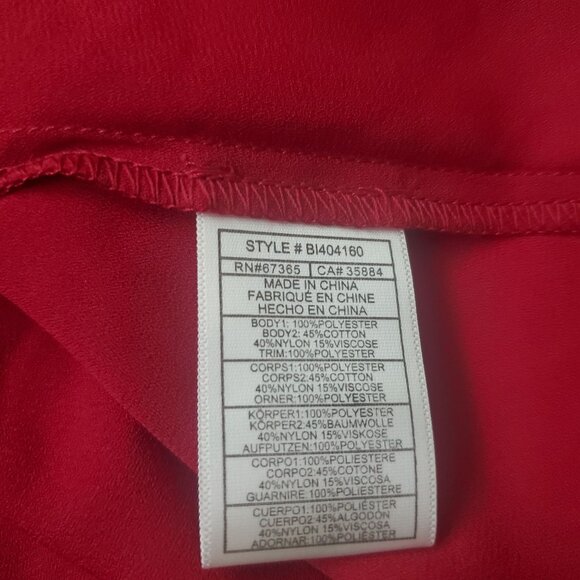 STYLE # BI404160
RN#67365 CA# 35884
MADE IN CHINA
FABRIQUÉ EN CHINE
HECHO EN CHINA
BODY1: 100%POLYESTER
BODY2: 45%COTTON
40%NYLON 15%VISCOSE
TRIM:100%POLYESTER
CORPS1:100%POLYESTER
CORPS2:45%COTTON
40%NYLON 15%VISCOSE
ORNER:100%POLYESTER
KÖRPER1:100%POLYESTER
KÖRPER2:45%BAUMWOLLE
40%NYLON 15%VISKOSE
AUFPUTZEN:100%POLYESTER
CORPO1:100%POLIESTERE
CORPO2:45%COTONE
40%NYLON 15%VISCOSA
GUARNIRE:100%POLIESTERE
CUERPO1:100%POLYESTER
CUERPO2:45%ALGODON
40%NYLON 15%VISCOSA
ADORNAR:100%POLYESTER